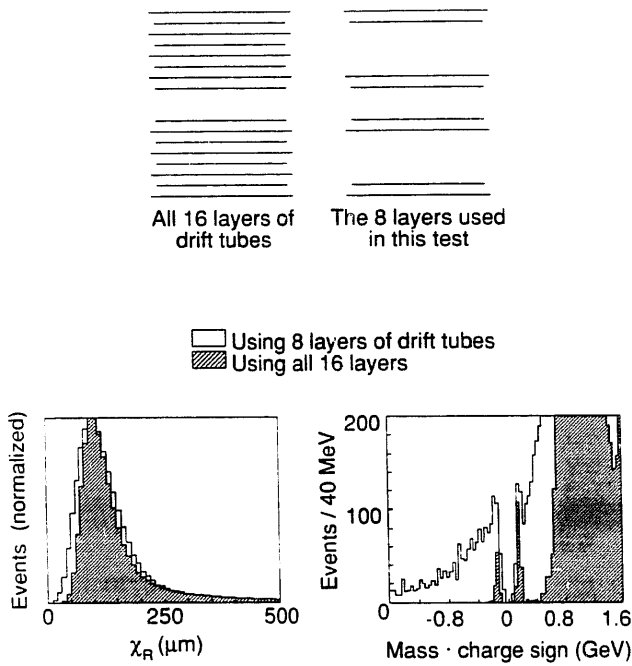 All 16 layers of
drift tubes
The 8 layers used
in this test
Using 8 layers of drift tubes
Using all 16 layers
Events (normalized)
0
250
500
χR (μm)
Events / 40 MeV
200
100
0
-0.8
0
0.8
1.6
Mass · charge sign (GeV)